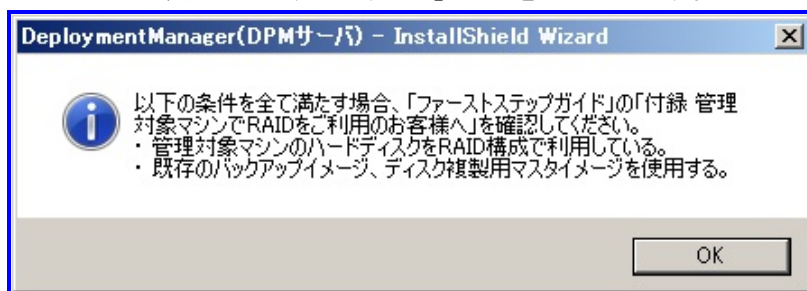 DeploymentManager(DPMサーバ) - InstallShield Wizard
以下の条件を全て満たす場合、「ファーストステップガイド」の「付録 管理
対象マシンでRAIDをご利用のお客様へ」を確認してください。
・ 管理対象マシンのハードディスクをRAID構成で利用している。
・ 既存のバックアップイメージ、ディスク複製用マスタイメージを使用する。
OK